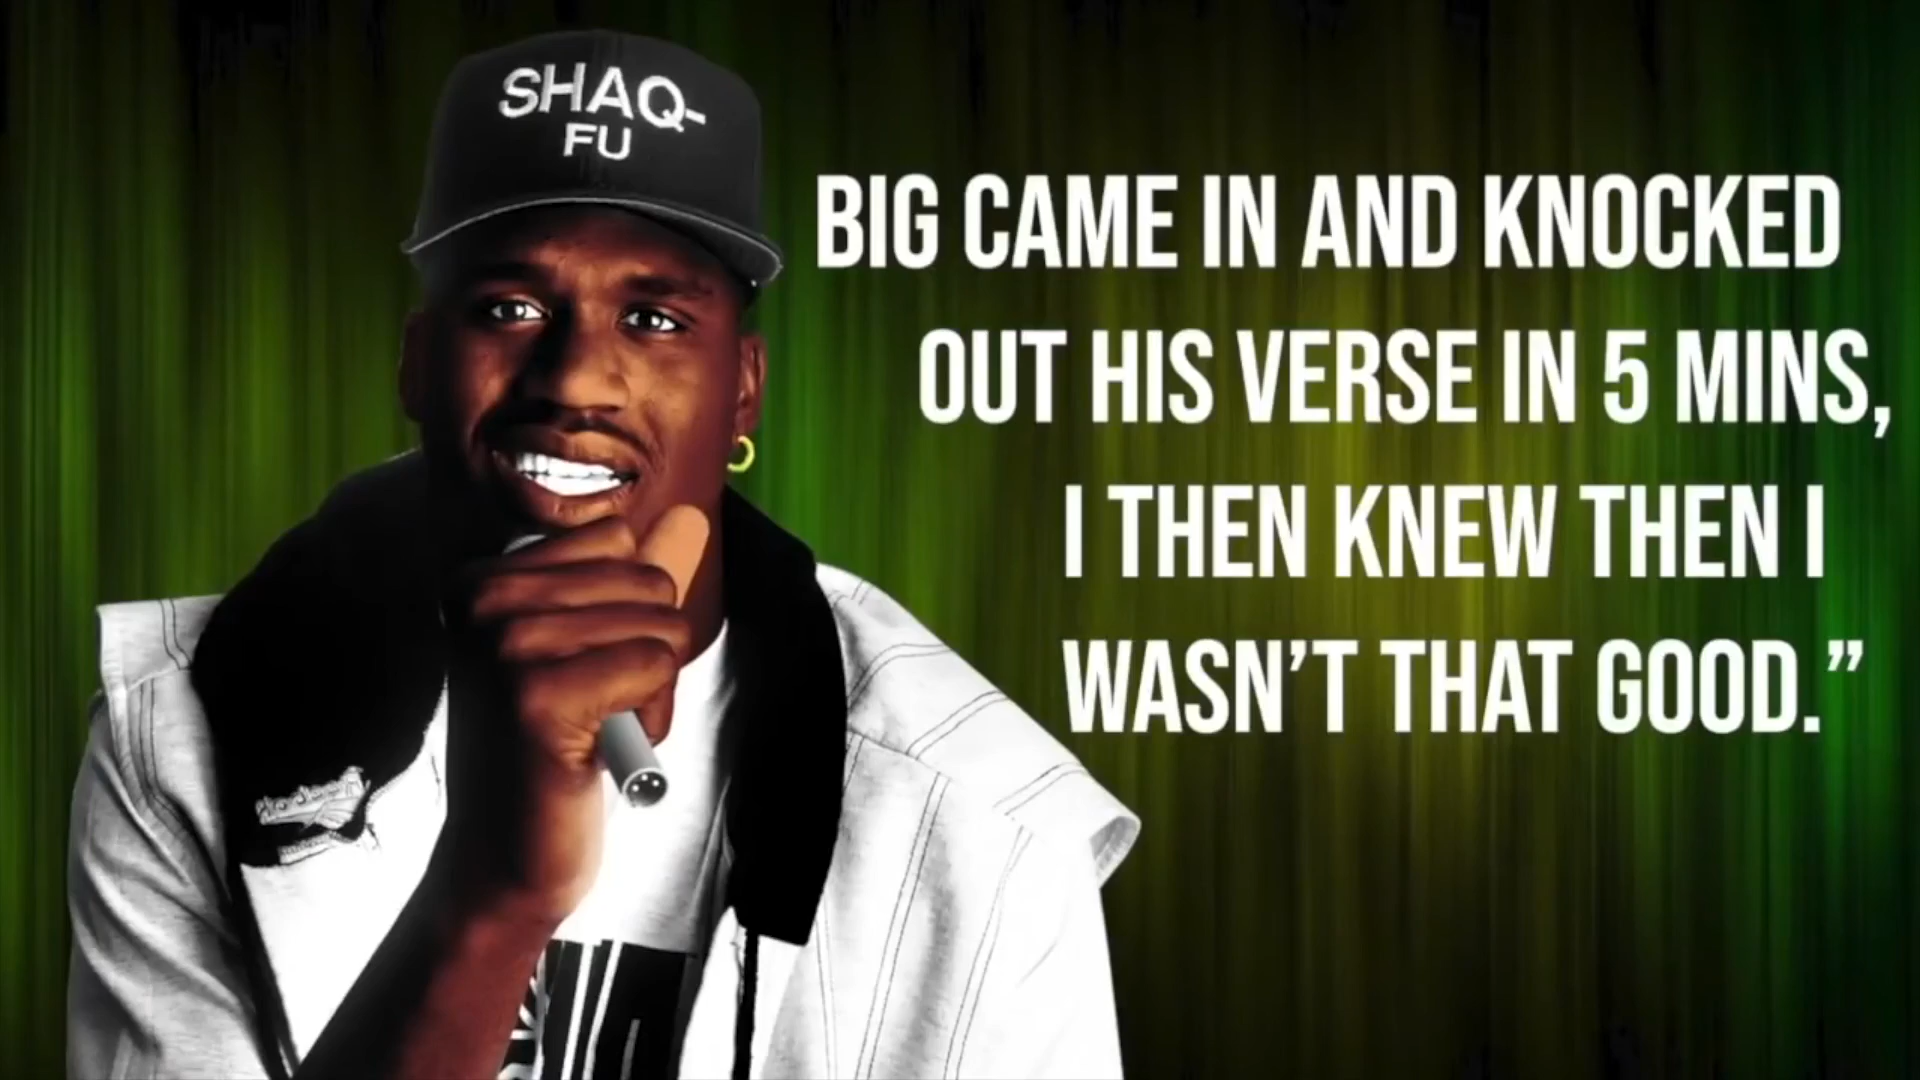 SHAQ-
FU
BIG CAME IN AND KNOCKED
OUT HIS VERSE IN 5 MINS,
I THEN KNEW THEN I
WASN'T THAT GOOD.”